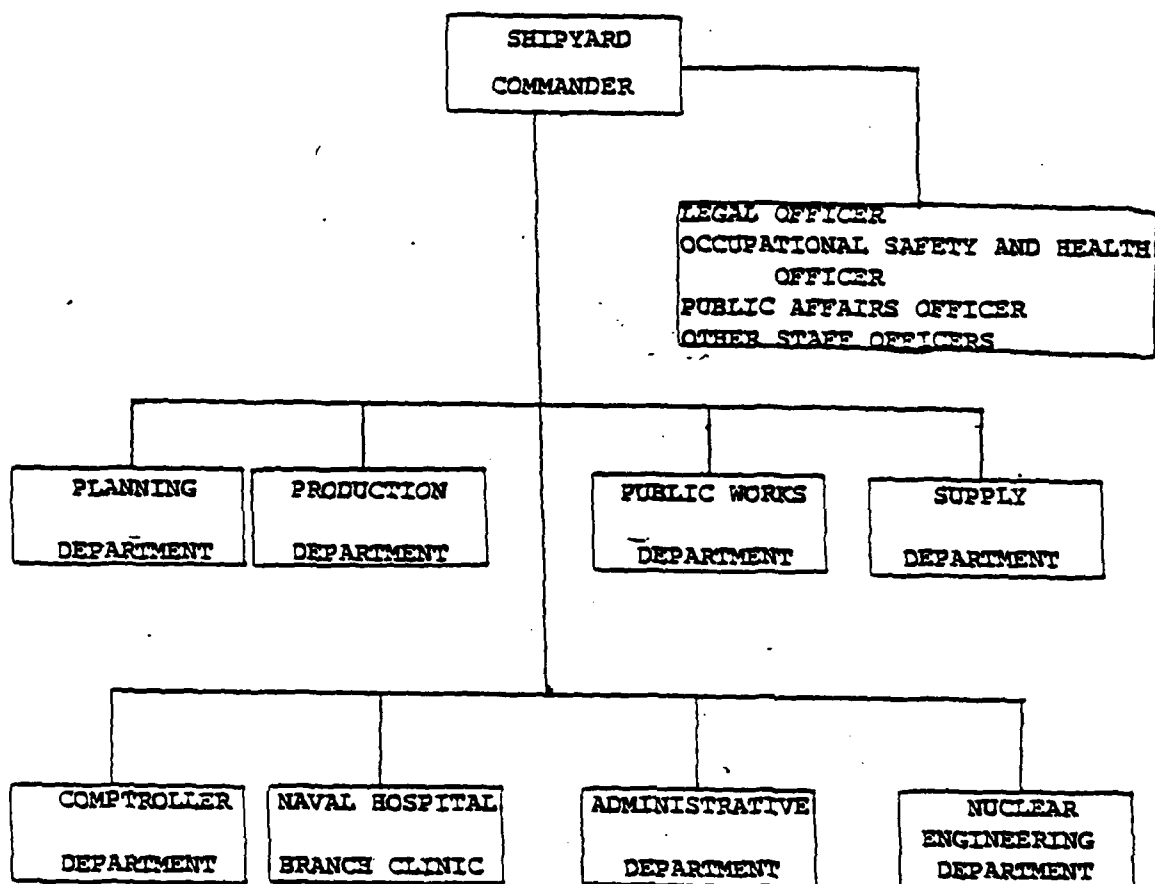 SHIPYARD
COMMANDER
LEGAL OFFICER
OCCUPATIONAL SAFETY AND HEALTH
OFFICER
PUBLIC AFFAIRS OFFICER
OTHER STAFF OFFICERS
PLANNING
DEPARTMENT
PRODUCTION
DEPARTMENT
PUBLIC WORKS
DEPARTMENT
SUPPLY
DEPARTMENT
COMPTROLLER
DEPARTMENT
NAVAL HOSPITAL
BRANCH CLINIC
ADMINISTRATIVE
DEPARTMENT
NUCLEAR
ENGINEERING
DEPARTMENT